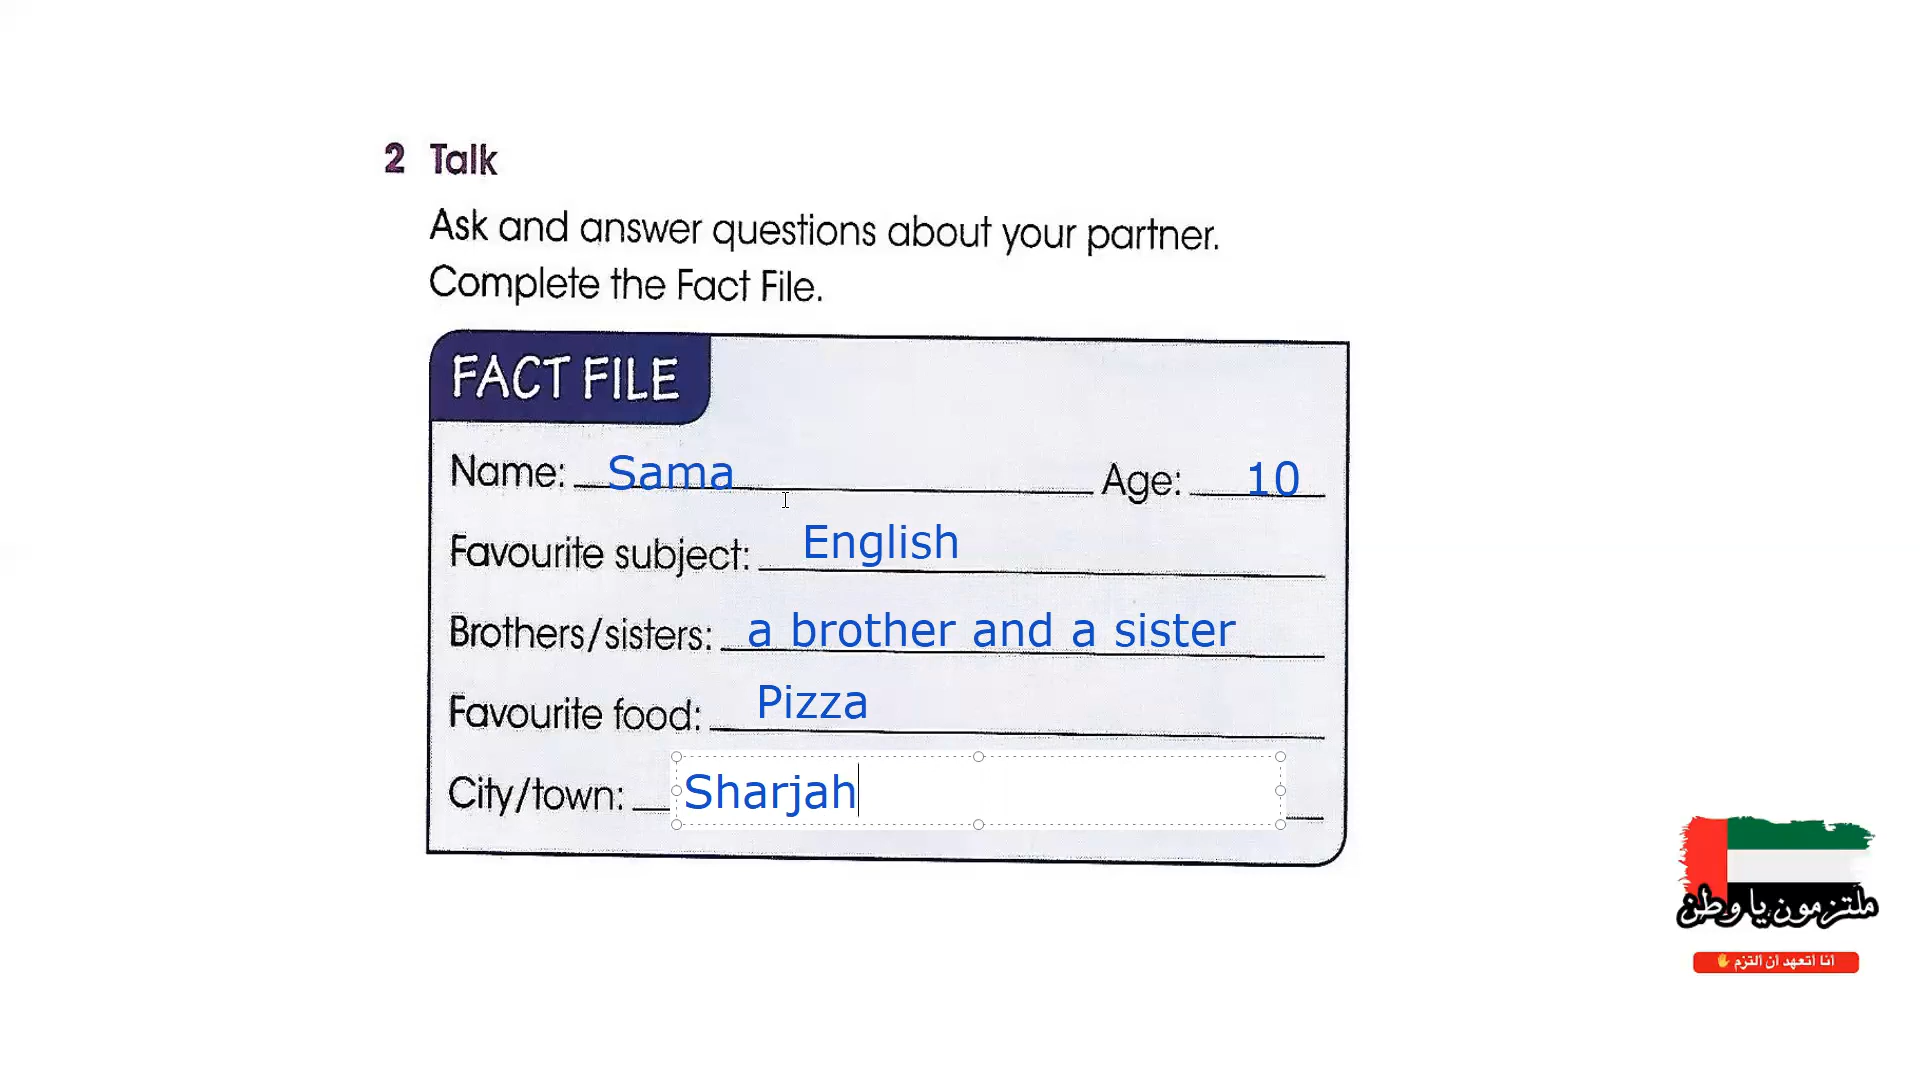 2 Talk
Ask and answer questions about your partner.
Complete the Fact File.
FACT FILE
Name: Sama Age: 10
Favourite subject: English
Brothers/sisters: a brother and a sister
Favourite food: Pizza
City/town: Sharjah
ملتزمون يا وطن
أنا أتعهد أن ألتزم